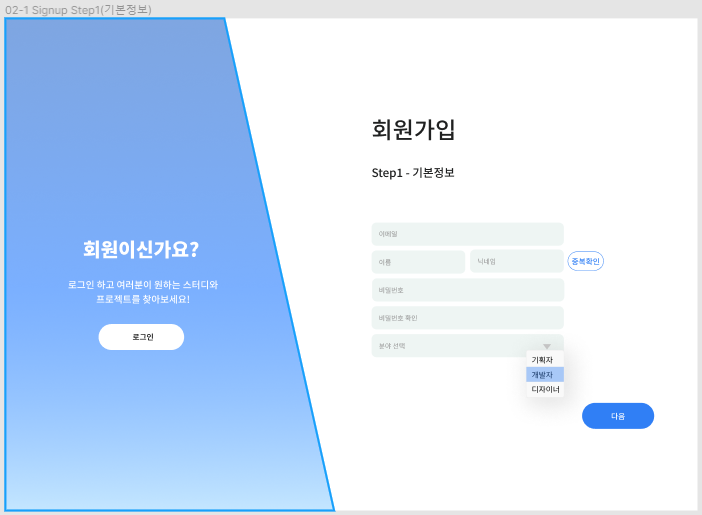 02-1 Signup Step1(기본정보)
회원이신가요?
로그인 하고 여러분이 원하는 스터디와
프로젝트를 찾아보세요!
로그인
회원가입
Step1 - 기본정보
이메일
이름
닉네임
중복확인
비밀번호
비밀번호 확인
분야 선택
기획자
개발자
디자이너
다음